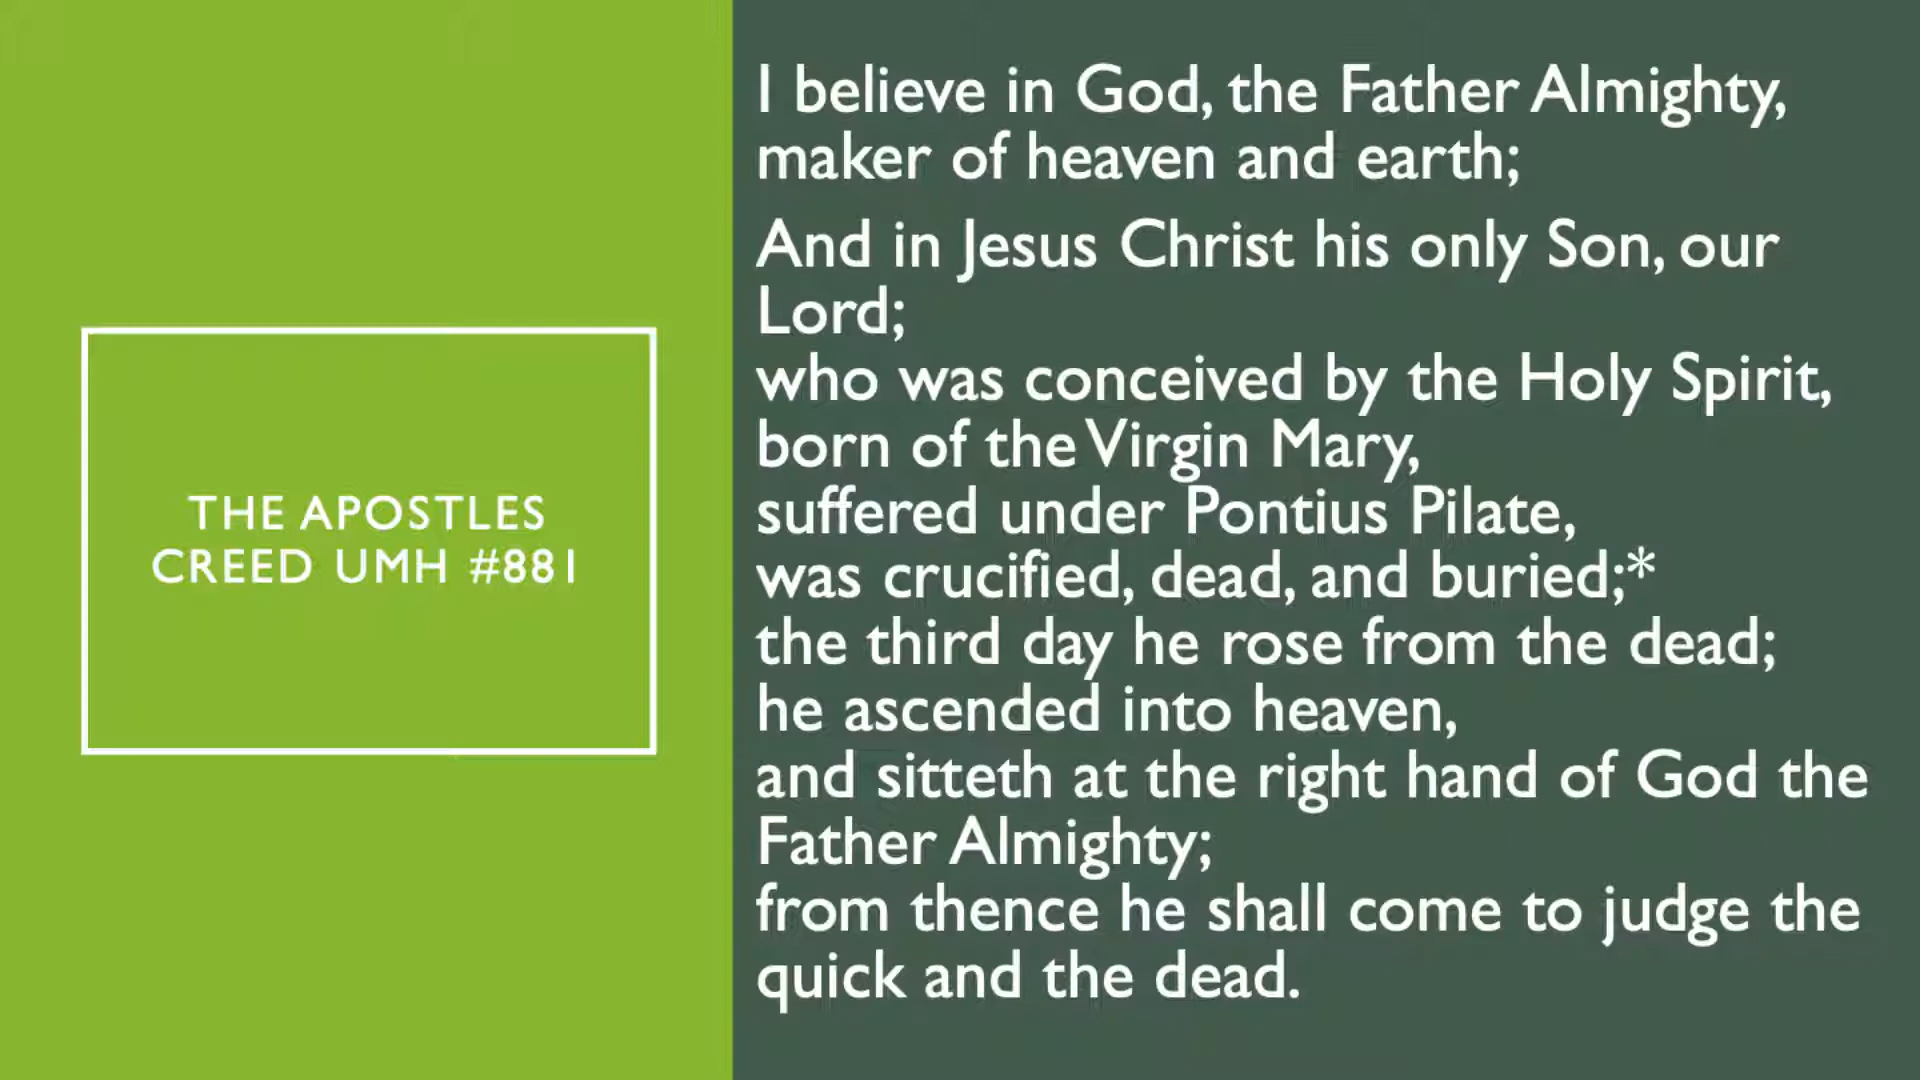 THE APOSTLES
CREED UMH #881
I believe in God, the Father Almighty,
maker of heaven and earth;
And in Jesus Christ his only Son, our
Lord;
who was conceived by the Holy Spirit,
born of the Virgin Mary,
suffered under Pontius Pilate,
was crucified, dead, and buried;*
the third day he rose from the dead;
he ascended into heaven,
and sitteth at the right hand of God the
Father Almighty;
from thence he shall come to judge the
quick and the dead.